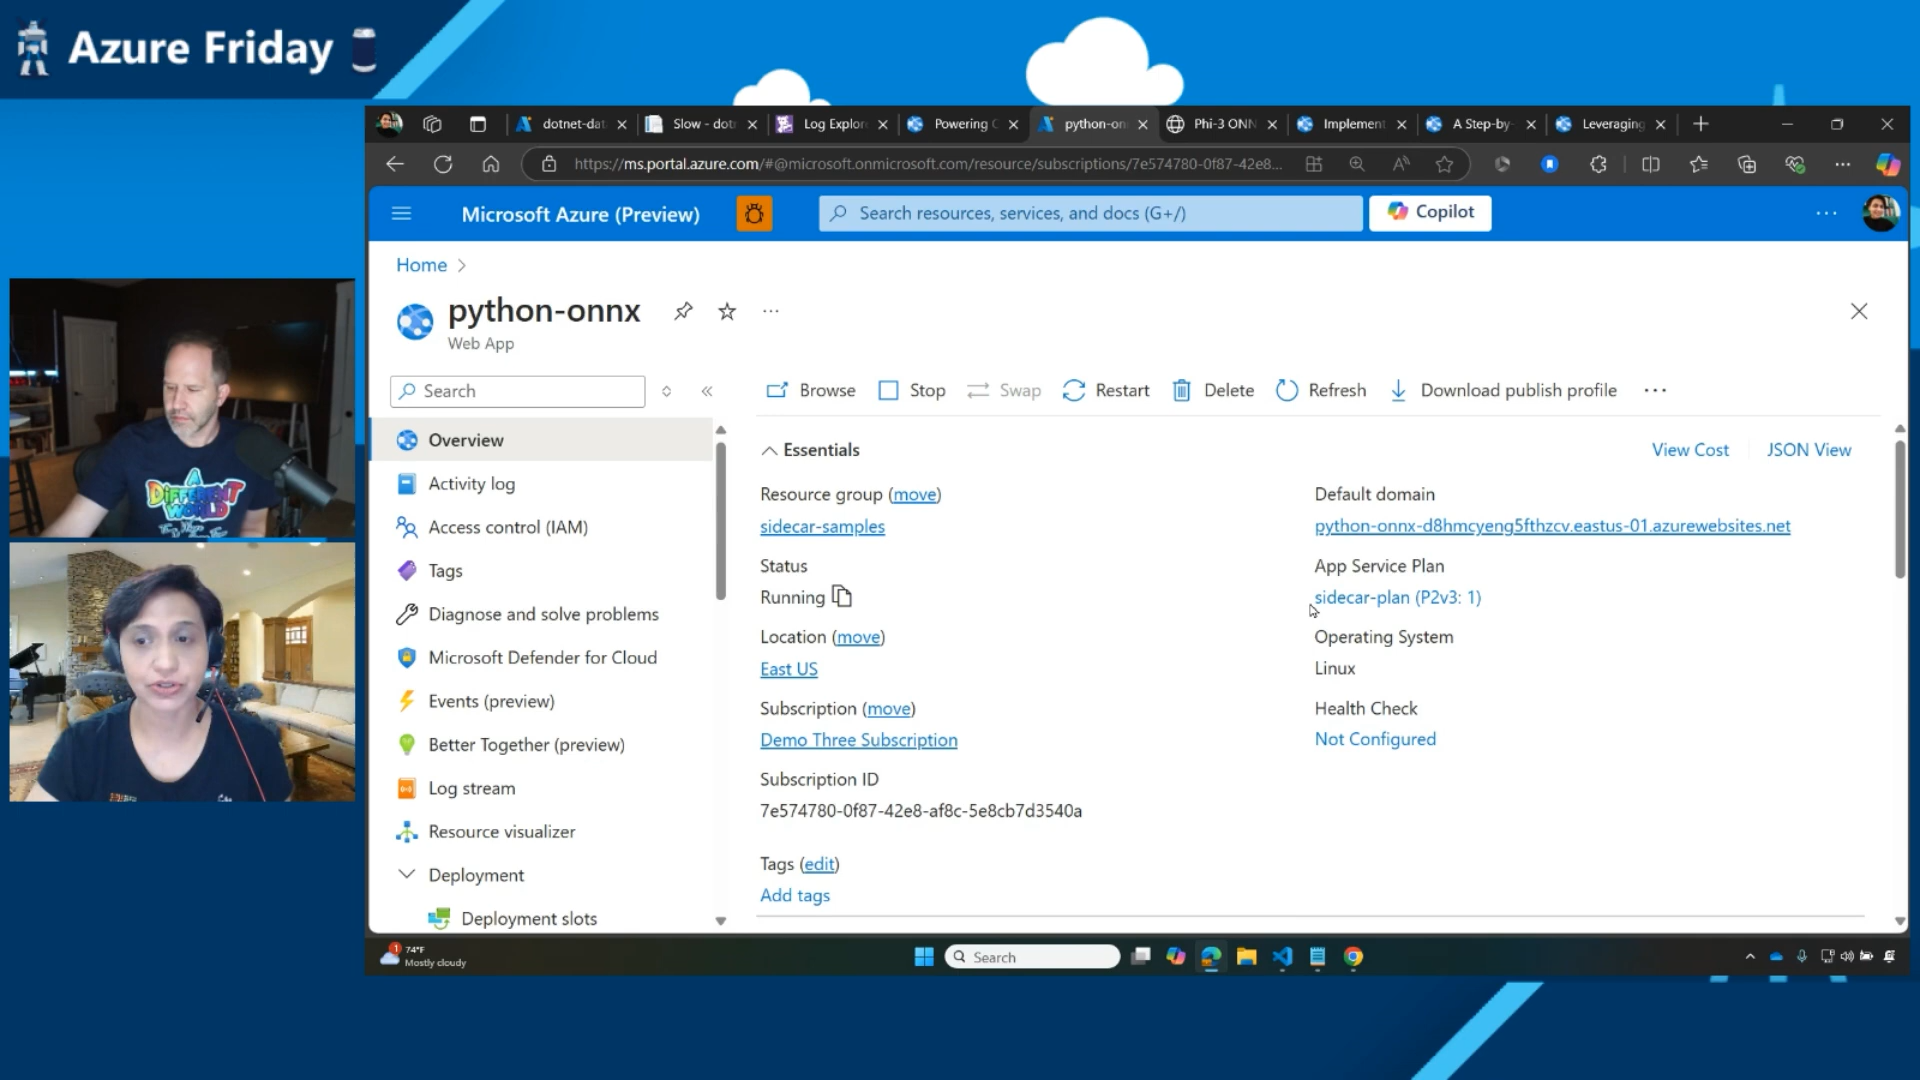 Azure Friday
dotnet-dat
Slow - dotn
Log Explor
Powering C
python-on
Phi-3 ONN
Implement
A Step-by-
Leveraging
https://ms.portal.azure.com/#@microsoft.onmicrosoft.com/resource/subscriptions/7e574780-0f87-42e8...
Microsoft Azure (Preview)
Search resources, services, and docs (G+/)
Copilot
Home
python-onnx
Web App
Search
Browse
Stop
Swap
Restart
Delete
Refresh
Download publish profile
Overview
Activity log
Access control (IAM)
Tags
Diagnose and solve problems
Microsoft Defender for Cloud
Events (preview)
Better Together (preview)
Log stream
Resource visualizer
Deployment
Deployment slots
Essentials
View Cost
JSON View
Resource group (move)
sidecar-samples
Status
Running
Location (move)
East US
Subscription (move)
Demo Three Subscription
Subscription ID
7e574780-0f87-42e8-af8c-5e8cb7d3540a
Tags (edit)
Add tags
Default domain
python-onnx-d8hmcyeng5fthzcv.eastus-01.azurewebsites.net
App Service Plan
sidecar-plan (P2v3: 1)
Operating System
Linux
Health Check
Not Configured
A
DIFFERENT
WORLD
1
74°F
Mostly cloudy
Search